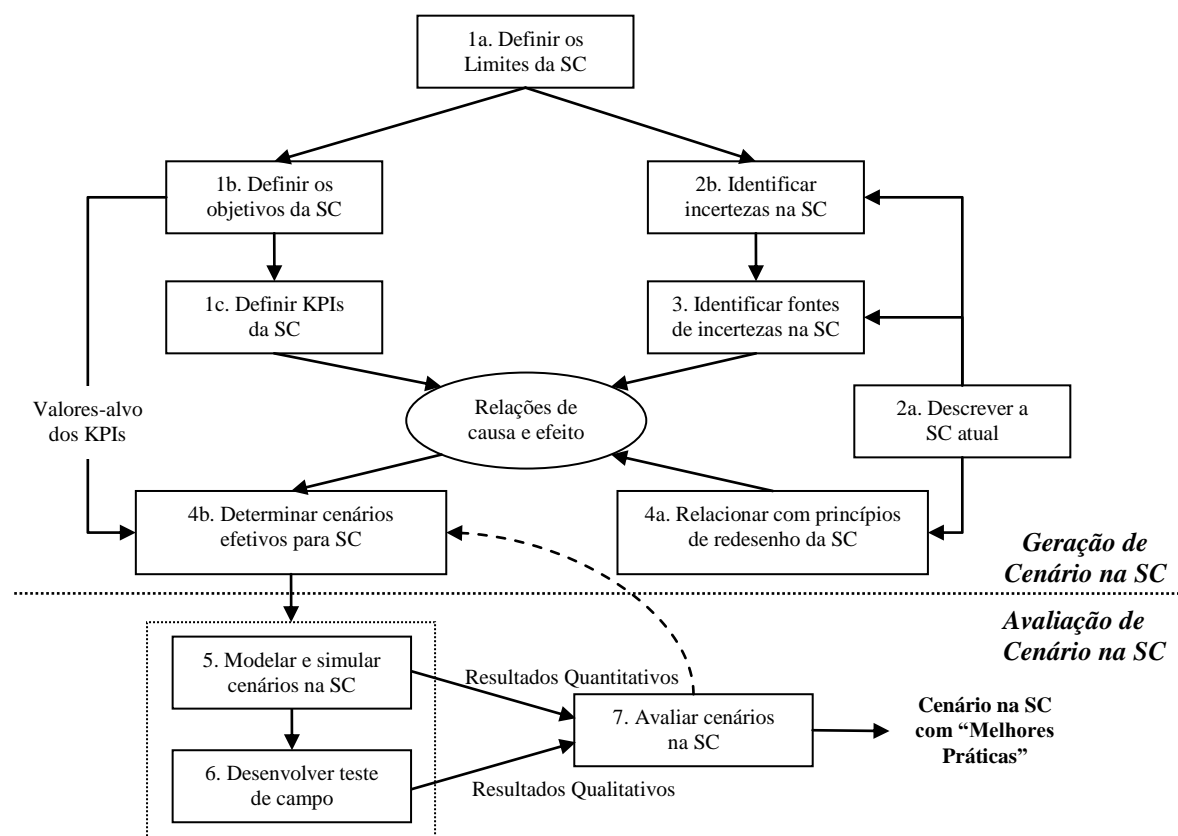 1a. Definir os
Limites da SC
1b. Definir os
objetivos da SC
2b. Identificar
incertezas na SC
1c. Definir KPIs
da SC
3. Identificar fontes
de incertezas na SC
Valores-alvo
dos KPIs
Relações de
causa e efeito
2a. Descrever a
SC atual
4b. Determinar cenários
efetivos para SC
4a. Relacionar com princípios
de redesenho da SC
Geração de
Cenário na SC
Avaliação de
Cenário na SC
5. Modelar e simular
cenários na SC
Resultados Quantitativos
7. Avaliar cenários
na SC
Cenário na SC
com “Melhores
Práticas”
6. Desenvolver teste
de campo
Resultados Qualitativos